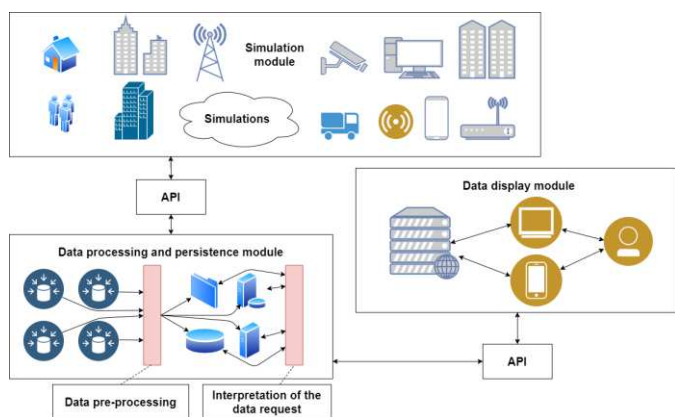 Simulation
module
Simulations
API
Data display module
Data processing and persistence module
API
Data pre-processing
Interpretation of the
data request